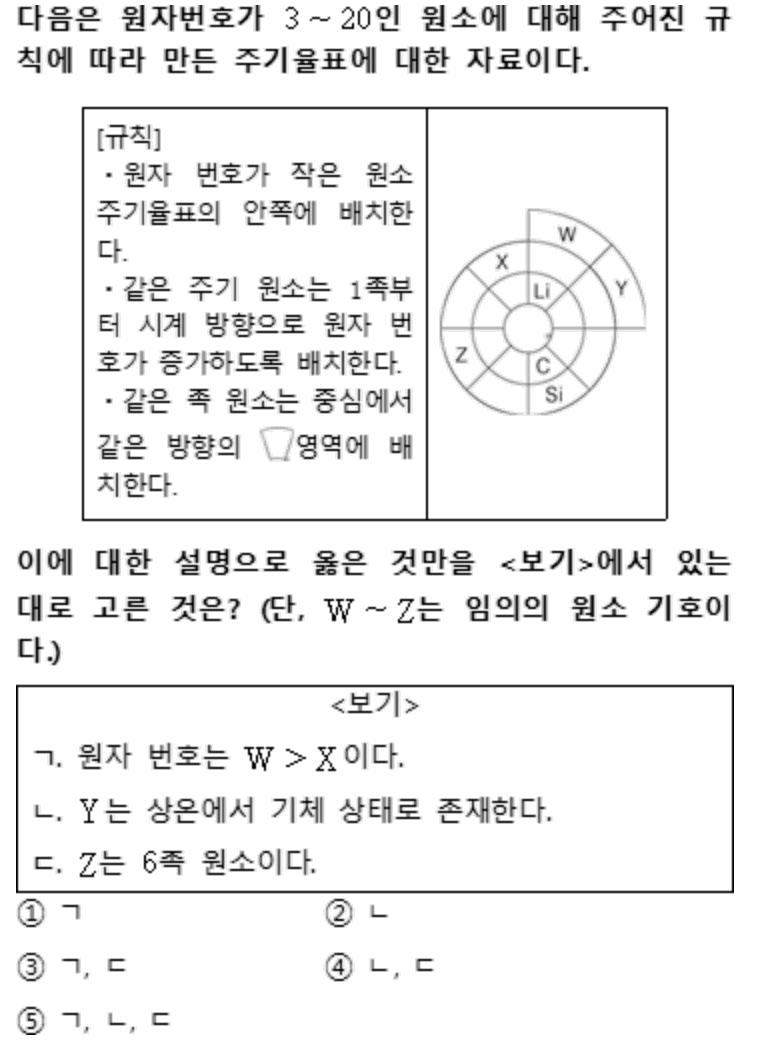 다음은 원자번호가 3 ~ 20인 원소에 대해 주어진 규
칙에 따라 만든 주기율표에 대한 자료이다.
[규칙]
・원자 번호가 작은 원소
주기율표의 안쪽에 배치한
다.
・같은 주기 원소는 1족부
터 시계 방향으로 원자 번
호가 증가하도록 배치한다.
・같은 족 원소는 중심에서
같은 방향의 영역에 배
치한다.
W
X
Y
Li
Z
C
Si
이에 대한 설명으로 옳은 것만을 <보기>에서 있는
대로 고른 것은? (단, W ~ Z는 임의의 원소 기호이
다.)
<보기>
ㄱ. 원자 번호는 W > X이다.
ㄴ. Y는 상온에서 기체 상태로 존재한다.
ㄷ. Z는 6족 원소이다.
① ㄱ ② ㄴ
③ ㄱ, ㄷ ④ ㄴ, ㄷ
⑤ ㄱ, ㄴ, ㄷ